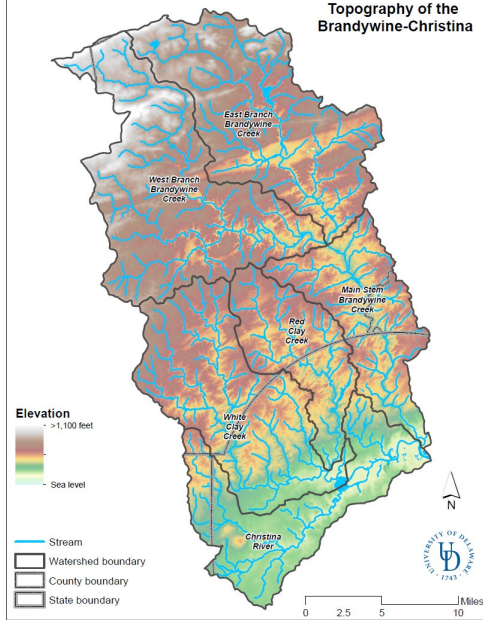 Topography of the
Brandywine-Christina
East Branch
Brandywine
Creek
West Branch
Brandywine
Creek
Main Stem
Brandywine
Creek
Red
Clay
Creek
White
Clay
Creek
Christina
River
Elevation
>1,100 feet
Sea level
Stream
Watershed boundary
County boundary
State boundary
N
UNIVERSITY OF DELAWARE
UD
· 1743 ·
Miles
0 2.5 5 10